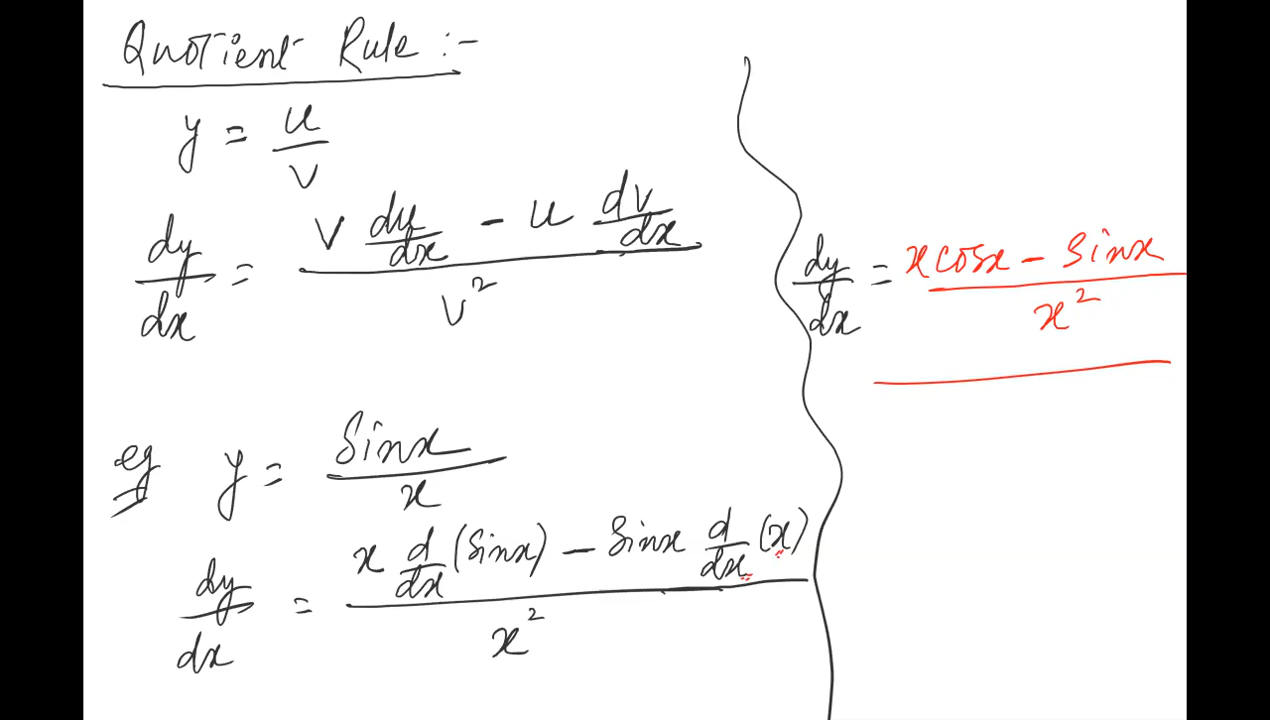 Quotient Rule :-
y = u/v
dy/dx = (v du/dx - u dv/dx)/v²
eg y = Sinx/x
dy/dx = (x d/dx (Sinx) - Sinx d/dx (x))/x²
dy/dx = (x cosx - Sinx)/x²